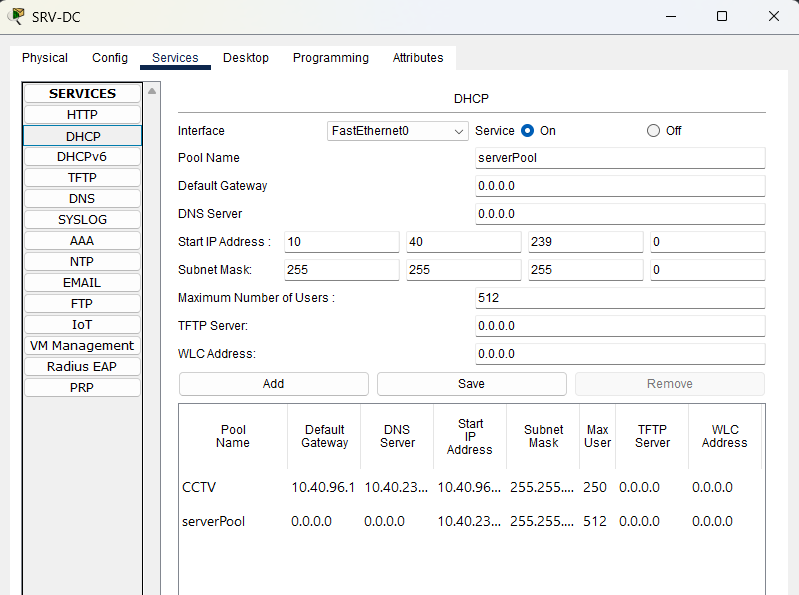 SRV-DC
Physical Config Services Desktop Programming Attributes
SERVICES
HTTP
DHCP
DHCPv6
TFTP
DNS
SYSLOG
AAA
NTP
EMAIL
FTP
IoT
VM Management
Radius EAP
PRP
DHCP
Interface FastEthernet0 Service On Off
Pool Name serverPool
Default Gateway 0.0.0.0
DNS Server 0.0.0.0
Start IP Address : 10 40 239 0
Subnet Mask: 255 255 255 0
Maximum Number of Users : 512
TFTP Server: 0.0.0.0
WLC Address: 0.0.0.0
Add Save Remove
Pool Name Default Gateway DNS Server Start IP Address Subnet Mask Max User TFTP Server WLC Address
CCTV 10.40.96.1 10.40.23... 10.40.96... 255.255.... 250 0.0.0.0 0.0.0.0
serverPool 0.0.0.0 0.0.0.0 10.40.23... 255.255.... 512 0.0.0.0 0.0.0.0